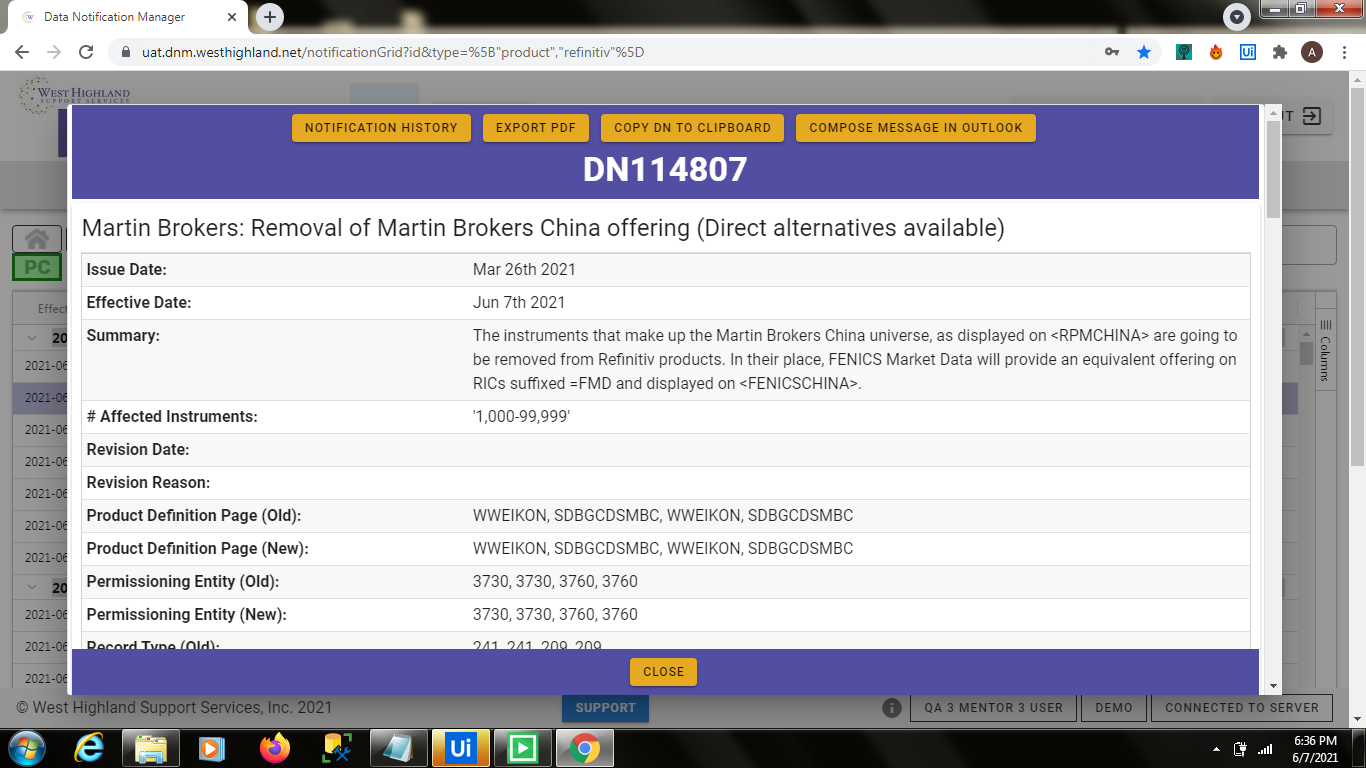 Data Notification Manager
uat.dnm.westhighland.net/notificationGrid?id&type=%5B"product","refinitiv"%5D
A
WEST HIGHLAND
SUPPORT SERVICES
NOTIFICATION HISTORY
EXPORT PDF
COPY DN TO CLIPBOARD
COMPOSE MESSAGE IN OUTLOOK
DN114807
Martin Brokers: Removal of Martin Brokers China offering (Direct alternatives available)
Issue Date: Mar 26th 2021
Effective Date: Jun 7th 2021
Summary: The instruments that make up the Martin Brokers China universe, as displayed on <RPMCHINA> are going
to be removed from Refinitiv products. In their place, FENICS Market Data will provide an equivalent offering on
RICs suffixed =FMD and displayed on <FENICSCHINA>.
# Affected Instruments: '1,000-99,999'
Revision Date:
Revision Reason:
Product Definition Page (Old): WWEIKON, SDBGCDSMBC, WWEIKON, SDBGCDSMBC
Product Definition Page (New): WWEIKON, SDBGCDSMBC, WWEIKON, SDBGCDSMBC
Permissioning Entity (Old): 3730, 3730, 3760, 3760
Permissioning Entity (New): 3730, 3730, 3760, 3760
Record Type (Old): 241, 241, 209, 209
CLOSE
PC
Effect
20
2021-06
2021-06
2021-06
2021-06
2021-06
2021-06
2021-06
20
2021-06
2021-06
2021-06
Columns
© West Highland Support Services, Inc. 2021
SUPPORT
QA 3 MENTOR 3 USER
DEMO
CONNECTED TO SERVER
Ui
6:36 PM
6/7/2021